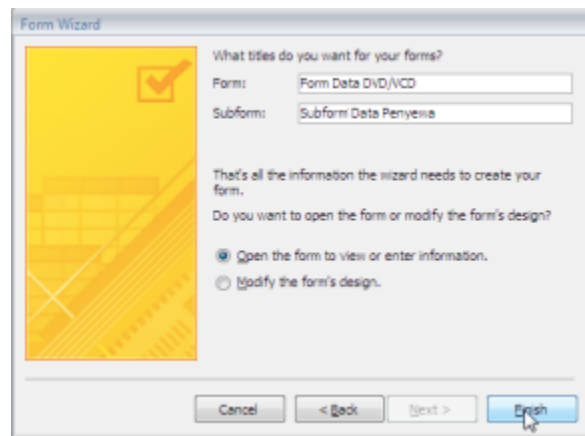 Form Wizard
What titles do you want for your forms?
Form: Form Data DVD/VCD
Subform: Subform Data Penyewa
That's all the information the wizard needs to create your
form.
Do you want to open the form or modify the form's design?
Open the form to view or enter information.
Modify the form's design.
Cancel < Back Next > Finish